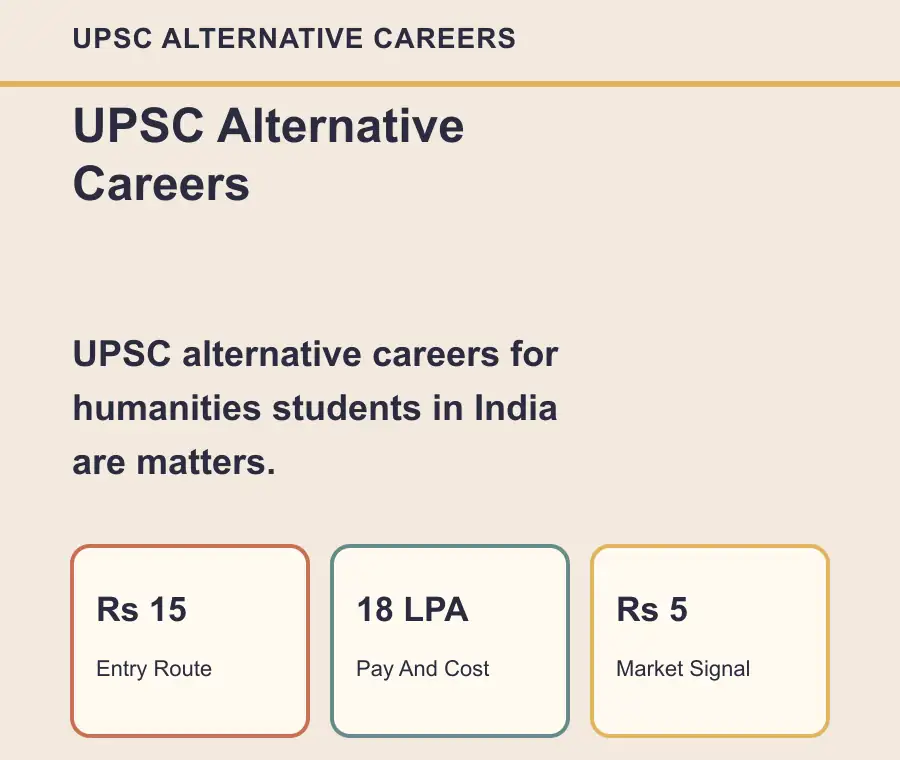 UPSC ALTERNATIVE CAREERS
UPSC Alternative
Careers
UPSC alternative careers for
humanities students in India
are matters.
Rs 15
Entry Route
18 LPA
Pay And Cost
Rs 5
Market Signal